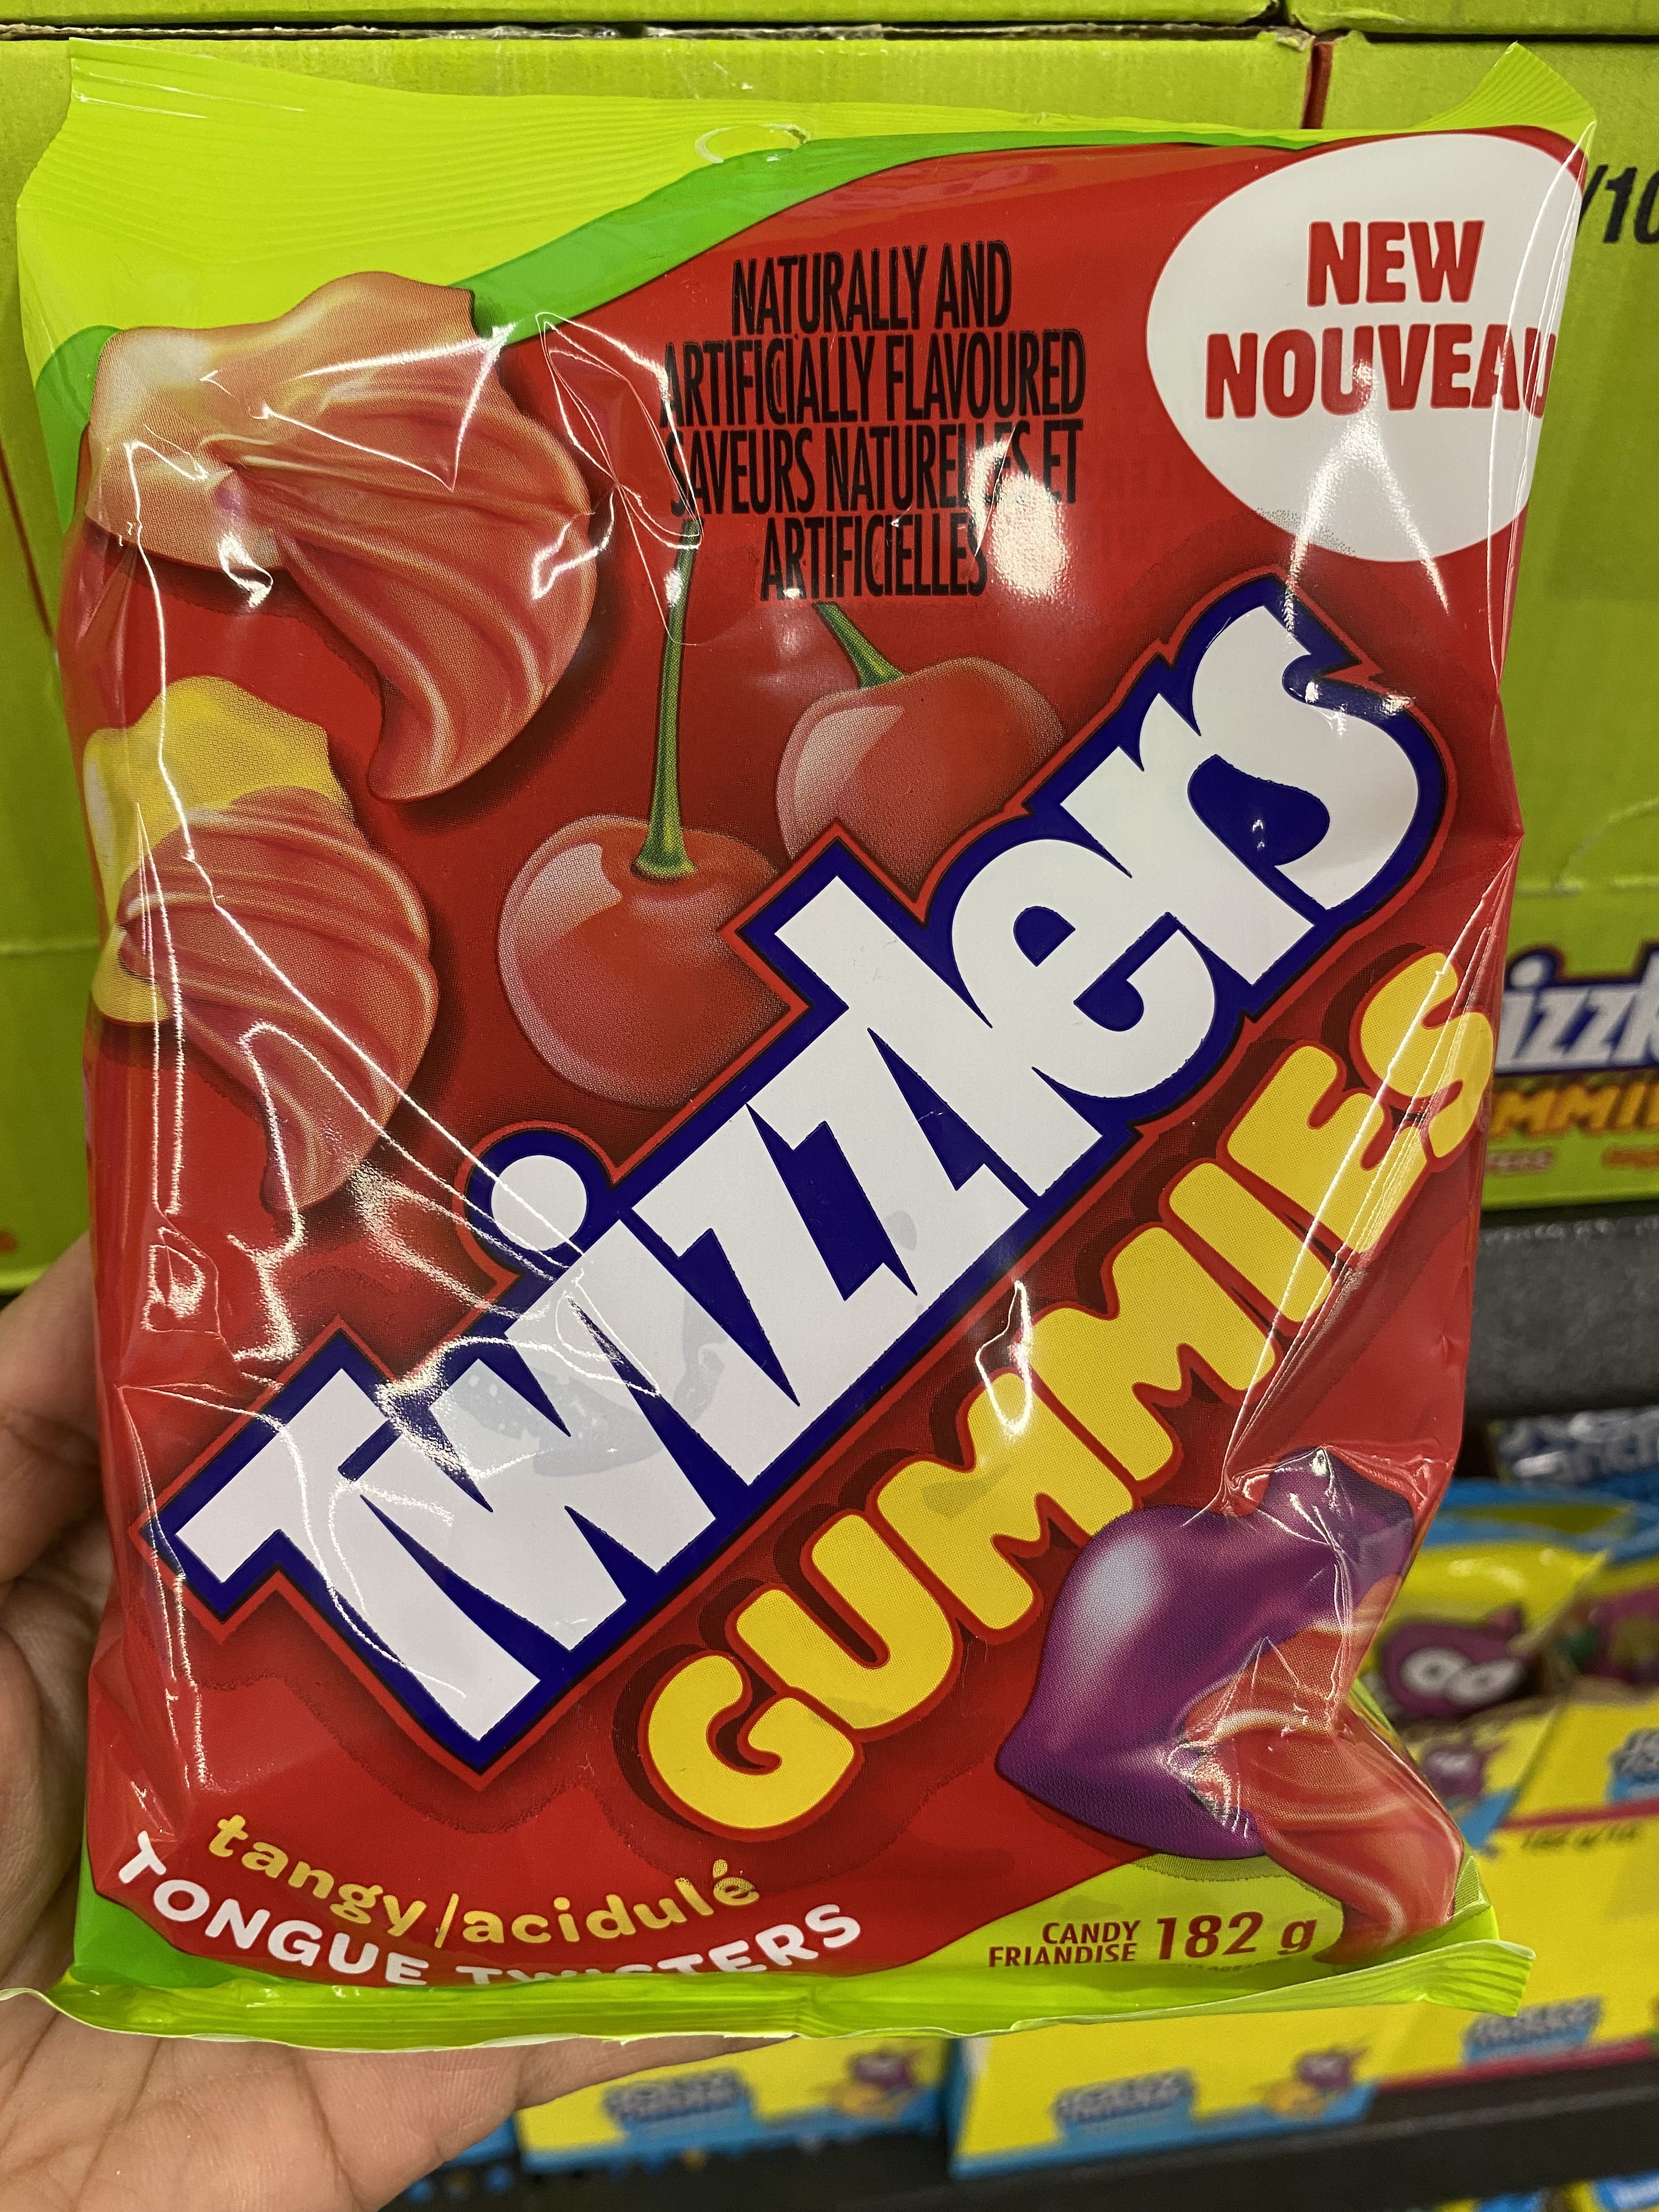 NEW
NOUVEAU
NATURALLY AND
ARTIFICIALLY FLAVOURED
SAVEURS NATURELLES ET
ARTIFICIELLES
Twizzlers
GUMMIES
tangy/acidulé
TONGUE TWISTERS
CANDY
FRIANDISE
182 g
/10